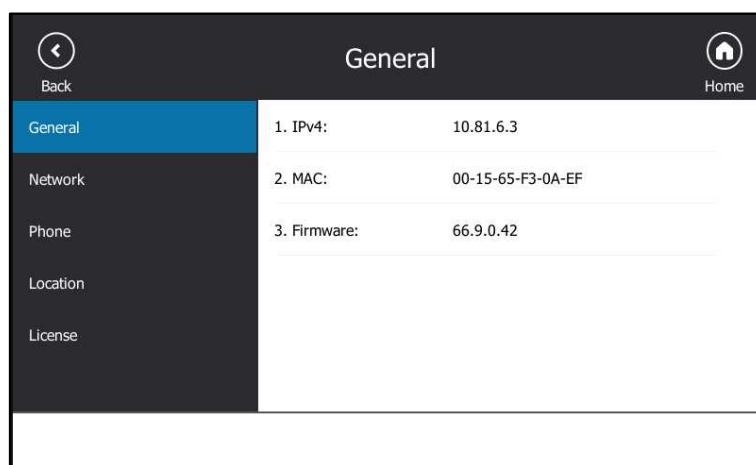 General
Back
Home
General
1. IPv4: 10.81.6.3
Network
2. MAC: 00-15-65-F3-0A-EF
Phone
3. Firmware: 66.9.0.42
Location
License